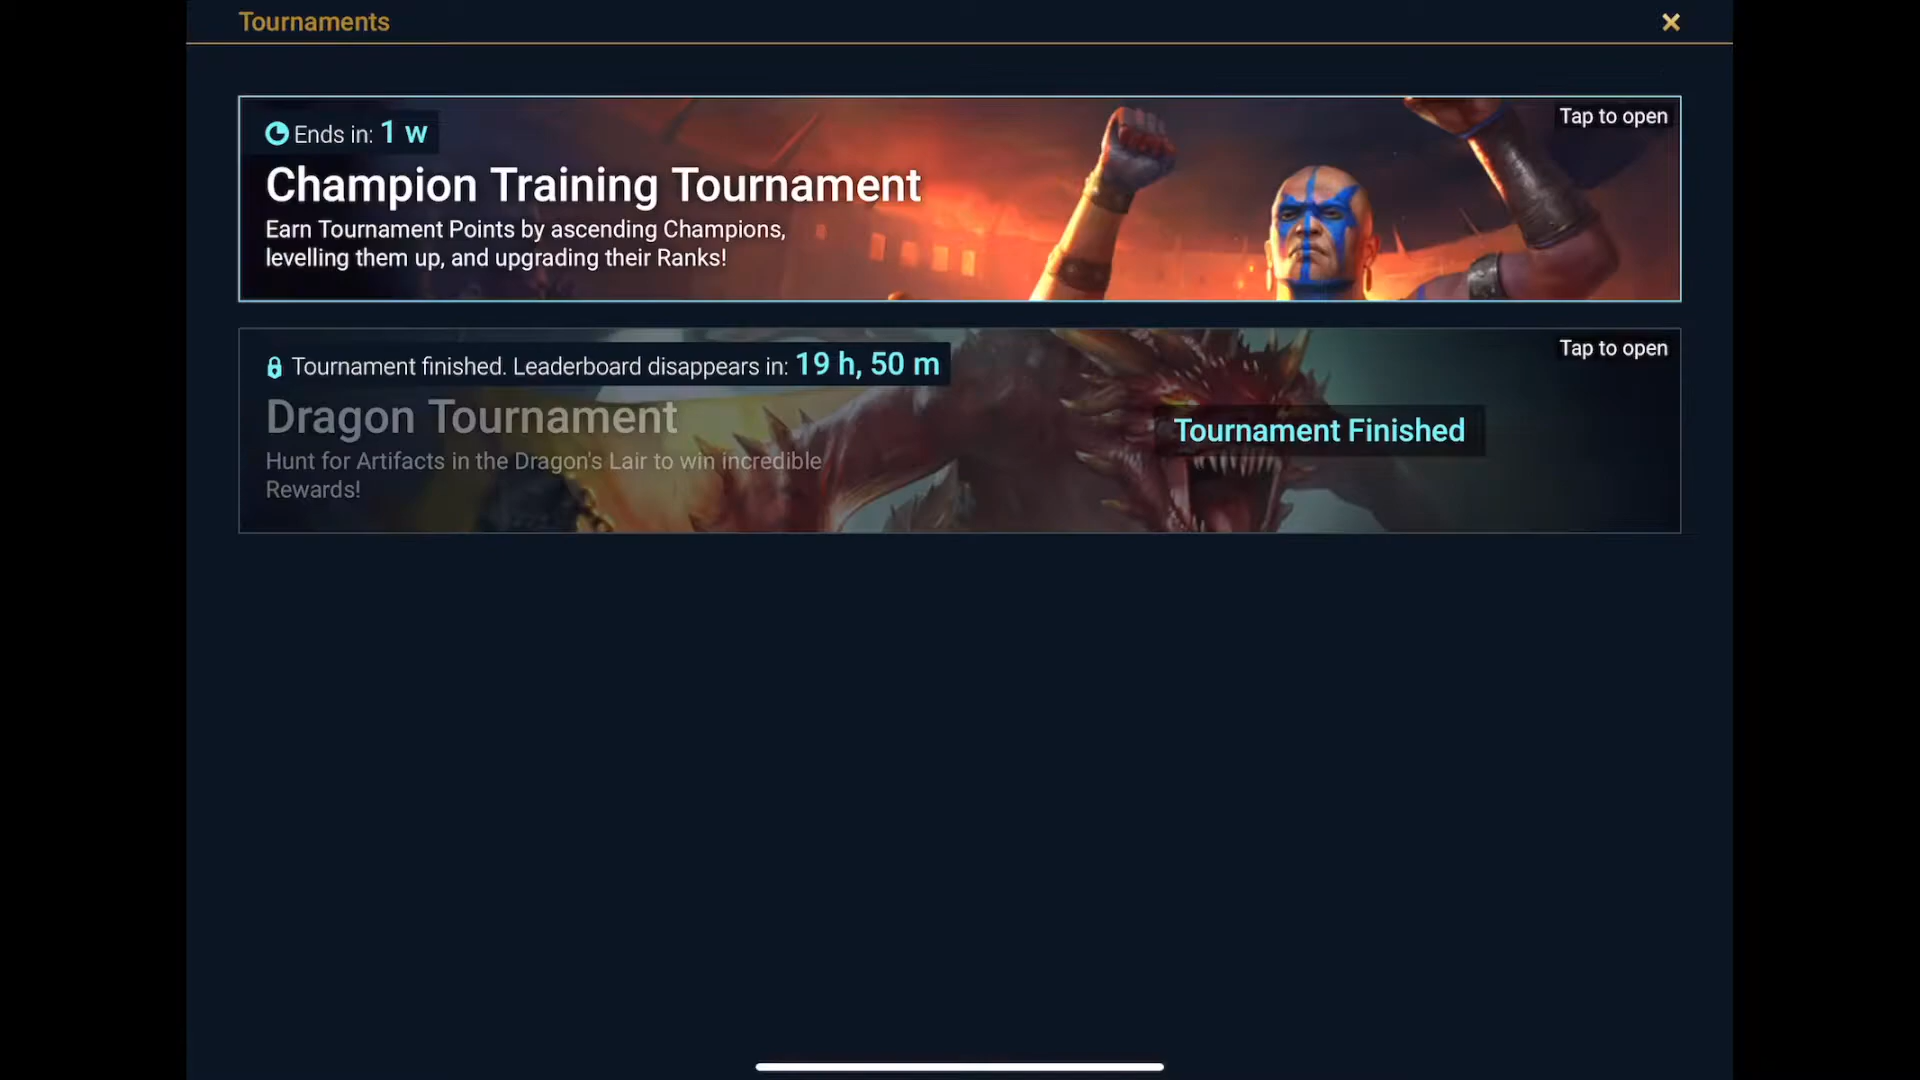 Tournaments
Ends in: 1 w
Tap to open
Champion Training Tournament
Earn Tournament Points by ascending Champions,
levelling them up, and upgrading their Ranks!
Tournament finished. Leaderboard disappears in: 19 h, 50 m
Tap to open
Dragon Tournament
Tournament Finished
Hunt for Artifacts in the Dragon's Lair to win incredible
Rewards!